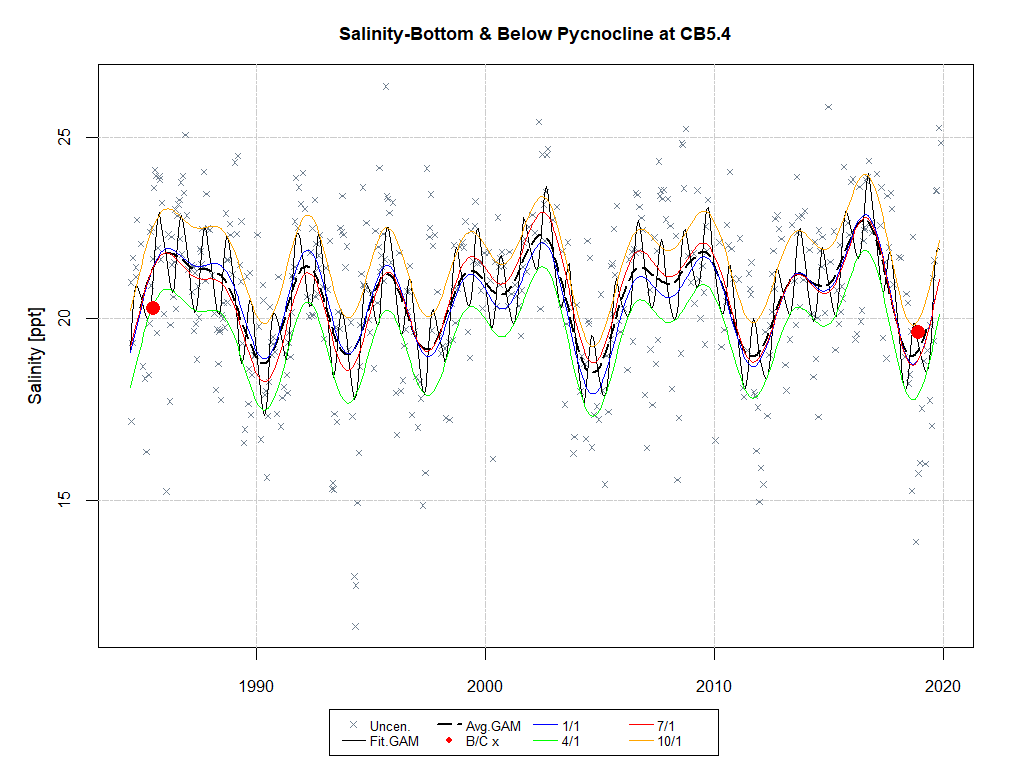 Salinity-Bottom & Below Pycnocline at CB5.4
Salinity [ppt]
25
20
15
1990 2000 2010 2020
Uncen. Avg.GAM 1/1 7/1
Fit.GAM B/C x 4/1 10/1